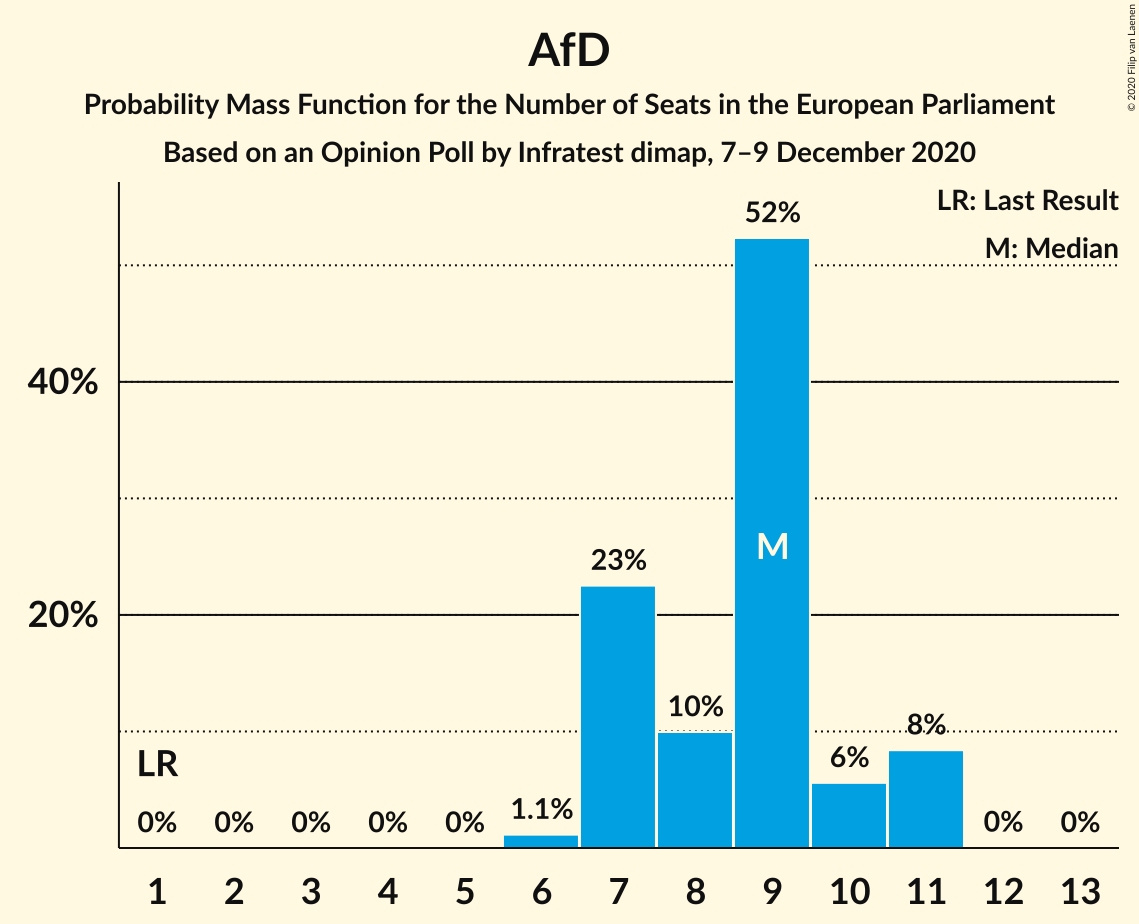 AfD
Probability Mass Function for the Number of Seats in the European Parliament
Based on an Opinion Poll by Infratest dimap, 7–9 December 2020
© 2020 Filip van Laenen
LR: Last Result
M: Median
52%
40%
M
23%
20%
10%
8%
6%
LR
1.1%
0% 0% 0% 0% 0% 0% 0%
1 2 3 4 5 6 7 8 9 10 11 12 13